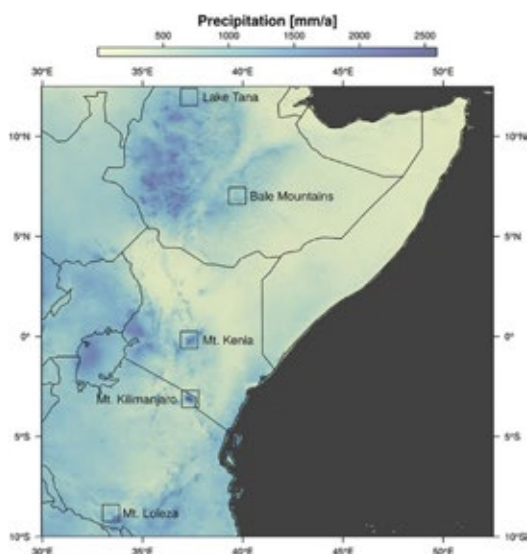 Precipitation [mm/a]
500 1000 1500 2000 2500
30°E 35°E 40°E 45°E 50°E
Lake Tana
10°N 10°N
Bale Mountains
5°N 5°N
0° Mt. Kenia 0°
Mt. Kilimanjaro
5°S 5°S
Mt. Loleza
10°S 10°S
30°E 35°E 40°E 45°E 50°E